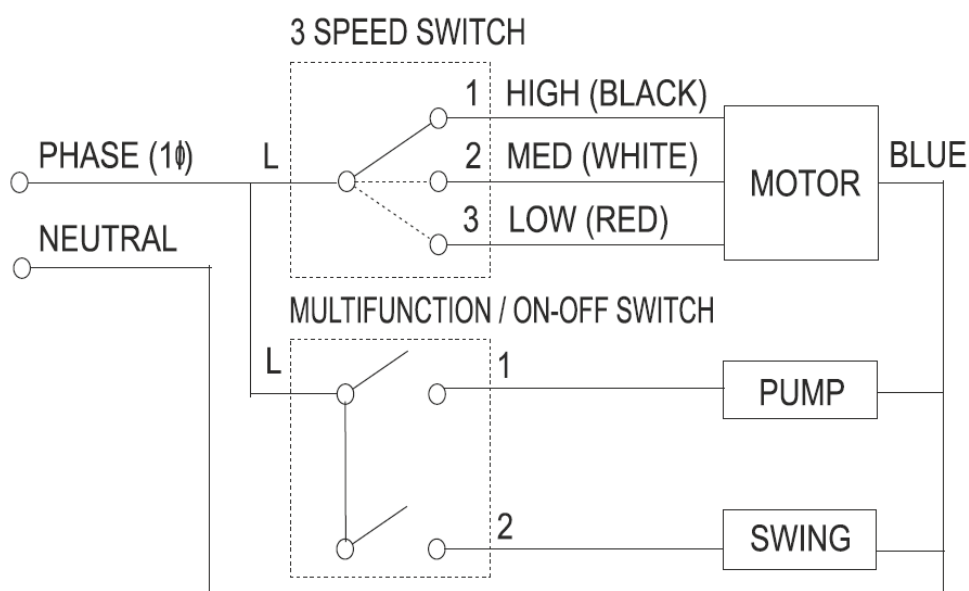 3 SPEED SWITCH
1 HIGH (BLACK)
PHASE (1ϕ) L 2 MED (WHITE) MOTOR BLUE
3 LOW (RED)
NEUTRAL
MULTIFUNCTION / ON-OFF SWITCH
L 1 PUMP
2 SWING